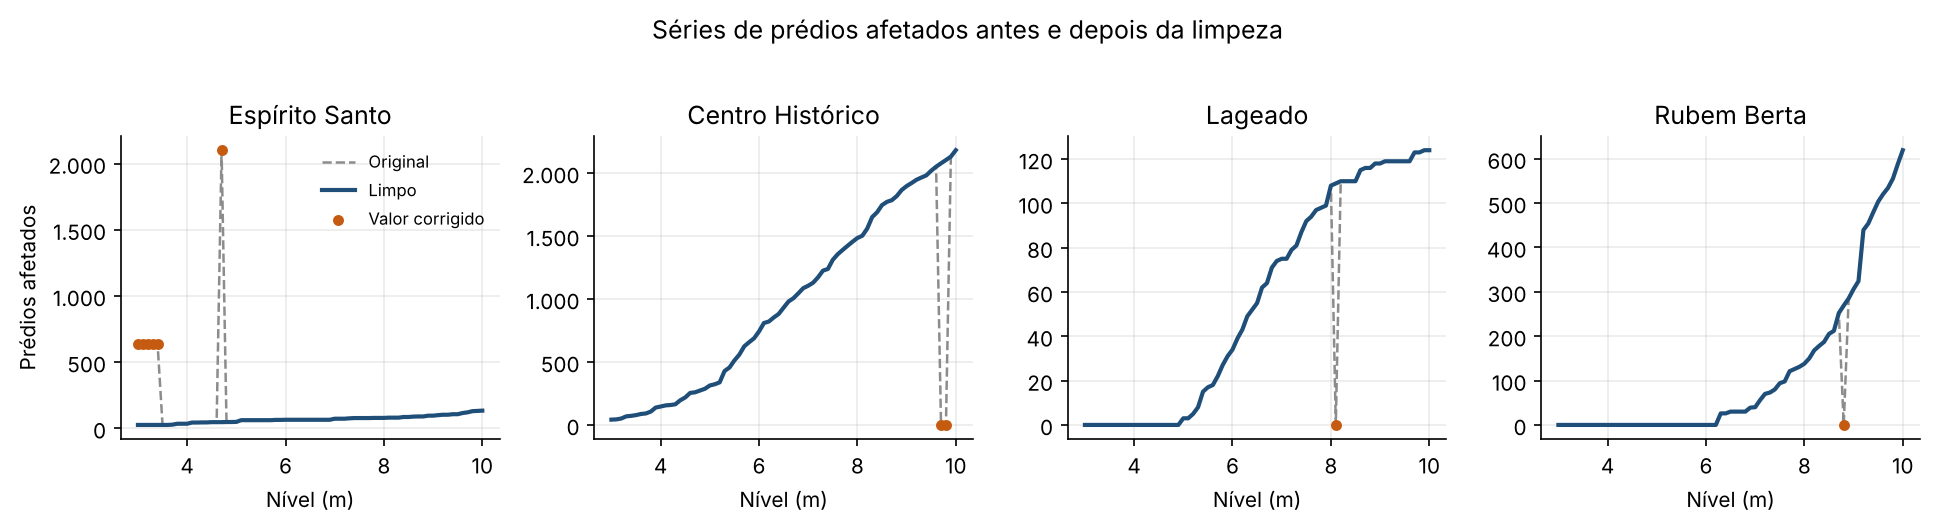 Séries de prédios afetados antes e depois da limpeza
Espírito Santo
Prédios afetados
2.000
1.500
1.000
500
0
4 6 8 10
Nível (m)
Original
Limpo
Valor corrigido
Centro Histórico
2.000
1.500
1.000
500
0
4 6 8 10
Nível (m)
Lageado
120
100
80
60
40
20
0
4 6 8 10
Nível (m)
Rubem Berta
600
500
400
300
200
100
0
4 6 8 10
Nível (m)